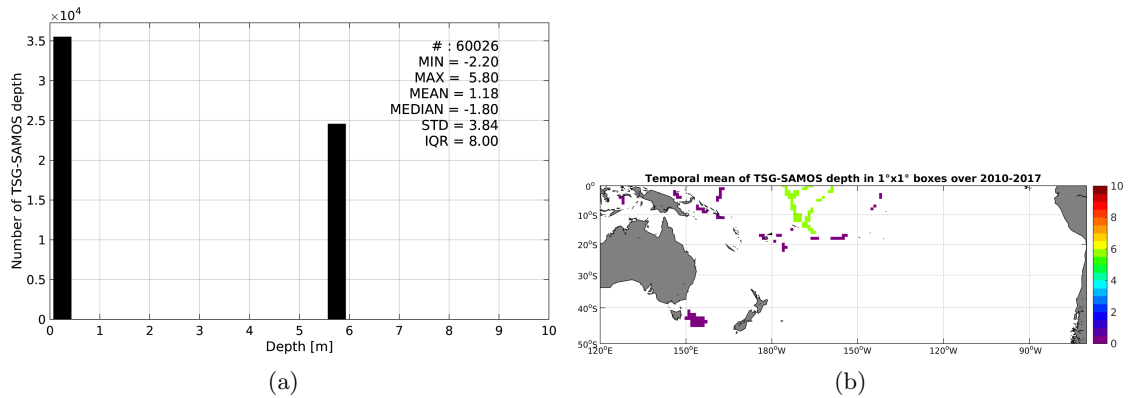 ×10⁴
3.5
3
2.5
2
1.5
1
0.5
0
Number of TSG-SAMOS depth
# : 60026
MIN = -2.20
MAX = 5.80
MEAN = 1.18
MEDIAN = -1.80
STD = 3.84
IQR = 8.00
0 1 2 3 4 5 6 7 8 9 10
Depth [m]
(a)
Temporal mean of TSG-SAMOS depth in 1°x1° boxes over 2010-2017
0°
10°S
20°S
30°S
40°S
50°S
120°E 150°E 180°W 150°W 120°W 90°W
10
8
6
4
2
0
(b)